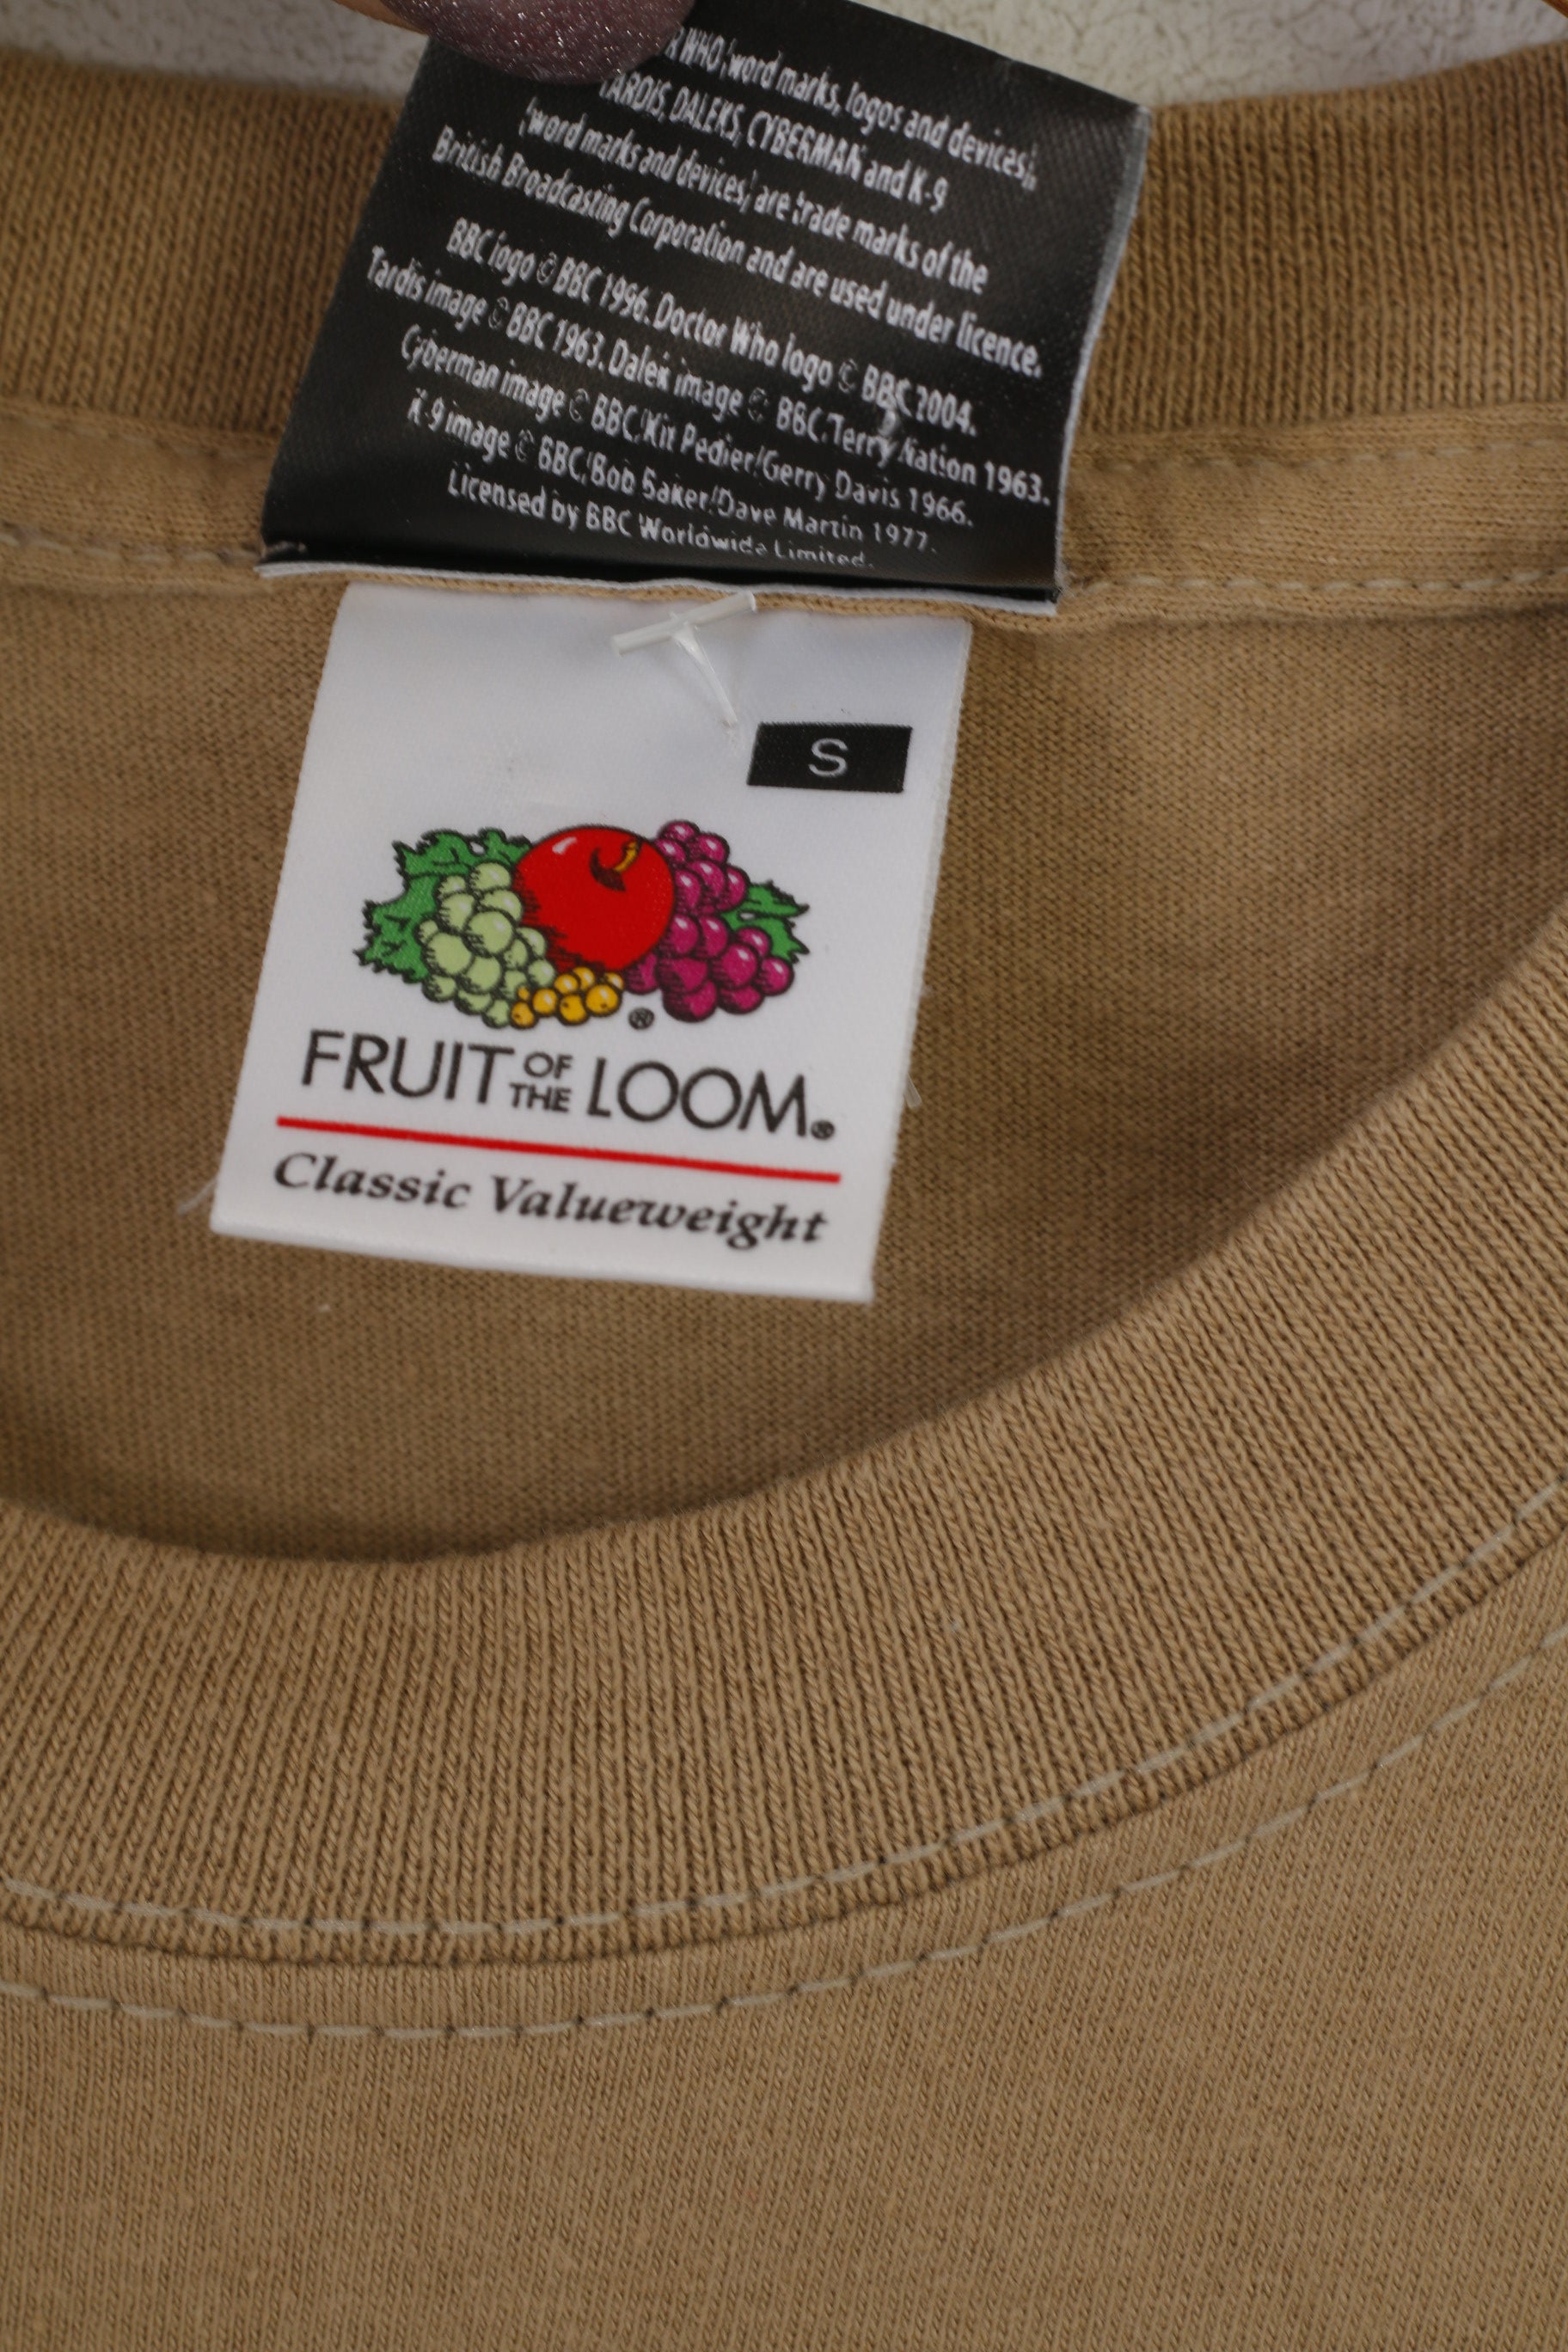 WHO (word marks, logos and devices),
TARDIS, DALEKS, CYBERMAN and K-9
(word marks and devices) are trade marks of the
British Broadcasting Corporation and are used under licence.
BBC logo © BBC 1996. Doctor Who logo © BBC 2004.
Tardis image © BBC 1963. Dalek image © BBC/Terry Nation 1963.
Cyberman image © BBC/Kit Pedler/Gerry Davis 1966.
K-9 image © BBC/Bob Baker/Dave Martin 1977.
Licensed by BBC Worldwide Limited.
S
®
FRUIT OF THE LOOM®
Classic Valueweight